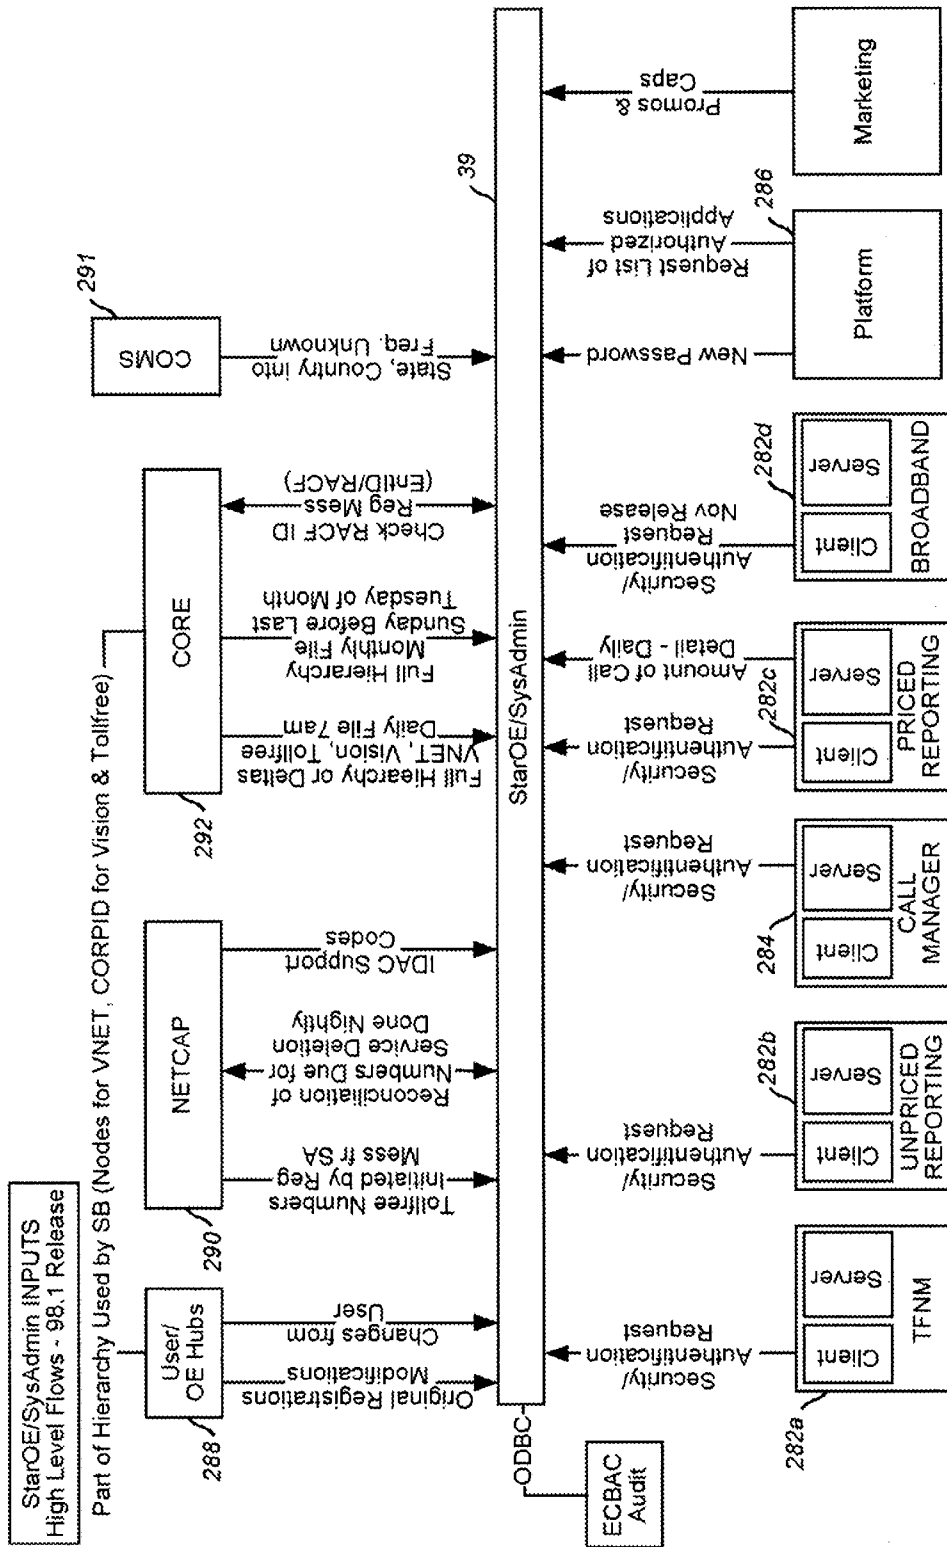 StarOE/SysAdmin INPUTS
High Level Flows - 98.1 Release
Part of Hierarchy Used by SB (Nodes for VNET, CORPID for Vision & Tollfree)
User/
OE Hubs
288
NETCAP
290
CORE
292
COMS
291
Original Registrations
Modifications
Changes from
User
Tollfree Numbers
Initiated by Reg
Mess fr SA
Reconciliation of
Numbers Due for
Service Deletion
Done Nightly
IDAC Support
Codes
Full Hiearchy or Deltas
VNET, Vision, Tollfree
Daily File 7am
Full Hierarchy
Monthly File
Sunday Before Last
Tuesday of Month
Check RACF ID
Reg Mess
(EntID/RACF)
State, Country into
Freq. Unknown
39
ODBC
StarOE/SysAdmin
ECBAC
Audit
Security/
Authentification
Request
Security/
Authentification
Request
Security/
Authentification
Request
Security/
Authentification
Request
Amount of Call
Detail - Daily
Security/
Authentification
Request
Nov Release
New Password
Request List of
Authorized
Applications
Promos &
Caps
282a
Client
Server
TFNM
282b
Client
Server
UNPRICED
REPORTING
284
Client
Server
CALL
MANAGER
282c
Client
Server
PRICED
REPORTING
282d
Client
Server
BROADBAND
286
Platform
Marketing